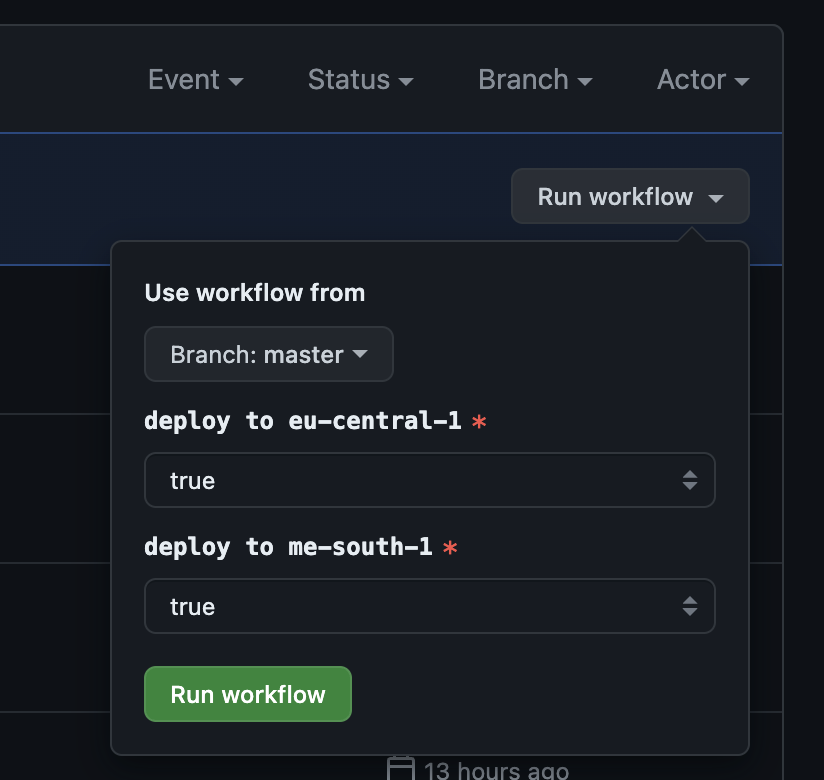 Event Status Branch Actor
Run workflow
Use workflow from
Branch: master
deploy to eu-central-1 *
true
deploy to me-south-1 *
true
Run workflow
13 hours ago